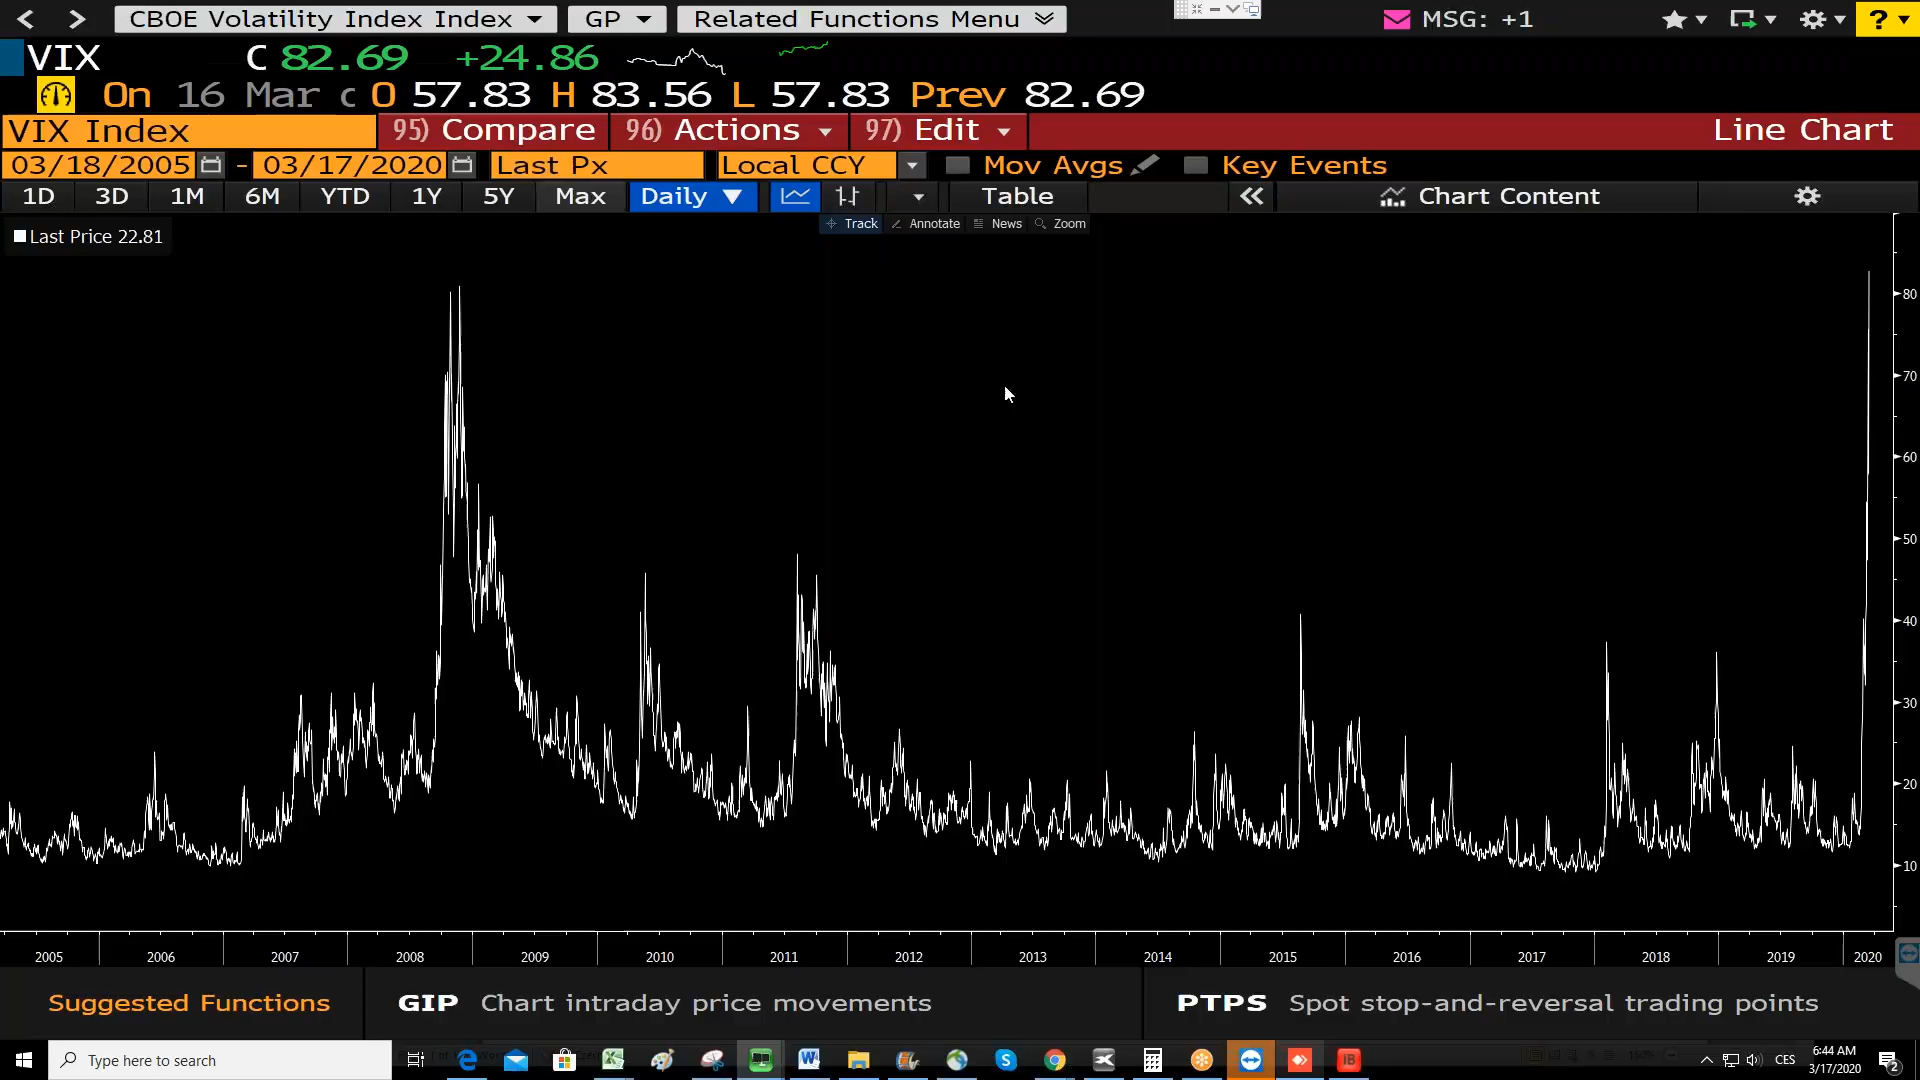 CBOE Volatility Index Index GP Related Functions Menu MSG: +1 ?
VIX C 82.69 +24.86
On 16 Mar O 57.83 H 83.56 L 57.83 Prev 82.69
VIX Index 95) Compare 96) Actions 97) Edit Line Chart
03/18/2005 - 03/17/2020 Last Px Local CCY Mov Avgs Key Events
1D 3D 1M 6M YTD 1Y 5Y Max Daily Table Chart Content
Track Annotate News Zoom
Last Price 22.81
80
70
60
50
40
30
20
10
2005 2006 2007 2008 2009 2010 2011 2012 2013 2014 2015 2016 2017 2018 2019 2020
Suggested Functions GIP Chart intraday price movements PTPS Spot stop-and-reversal trading points
Type here to search CES 6:44 AM
3/17/2020 2